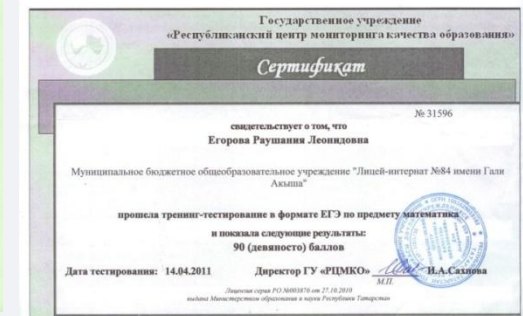 Государственное учреждение
«Республиканский центр мониторинга качества образования»
Сертификат
№ 31596
свидетельствует о том, что
Егорова Раушания Леонидовна
Муниципальное бюджетное общеобразовательное учреждение "Лицей-интернат №84 имени Гали
Акыша"
прошла тренинг-тестирование в формате ЕГЭ по предмету математика
и показала следующие результаты:
90 (девяносто) баллов
Дата тестирования: 14.04.2011 Директор ГУ «РЦМКО» И.А.Сахнова
М.П.
Лицензия серия РО №003876 от 27.10.2010
выдана Министерством образования и науки Республики Татарстан